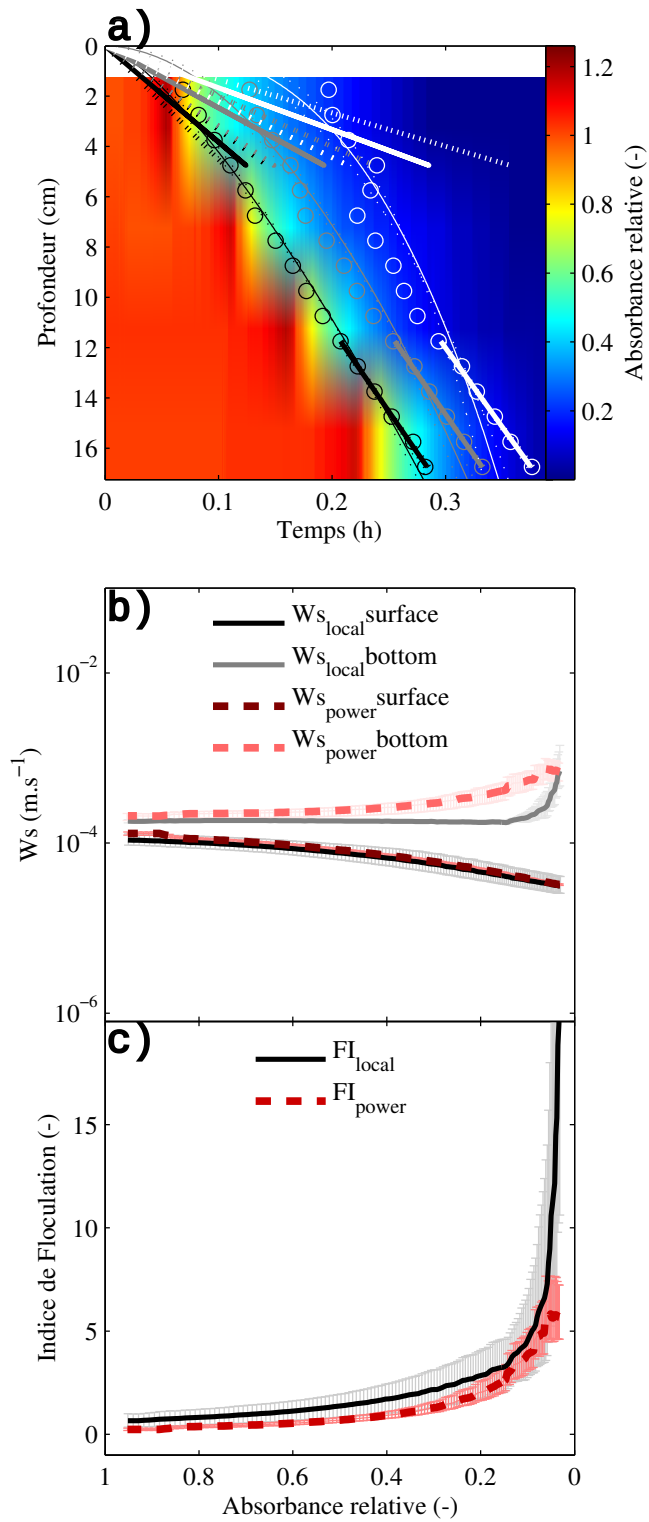 a)
0
2
4
6
8
10
12
14
16
Profondeur (cm)
0
0.1
0.2
0.3
Temps (h)
1.2
1
0.8
0.6
0.4
0.2
Absorbance relative (-)
b)
Ws_local surface
Ws_local bottom
Ws_power surface
Ws_power bottom
10⁻²
10⁻⁴
10⁻⁶
Ws (m.s⁻¹)
c)
FI_local
FI_power
15
10
5
0
Indice de Floculation (-)
1
0.8
0.6
0.4
0.2
0
Absorbance relative (-)